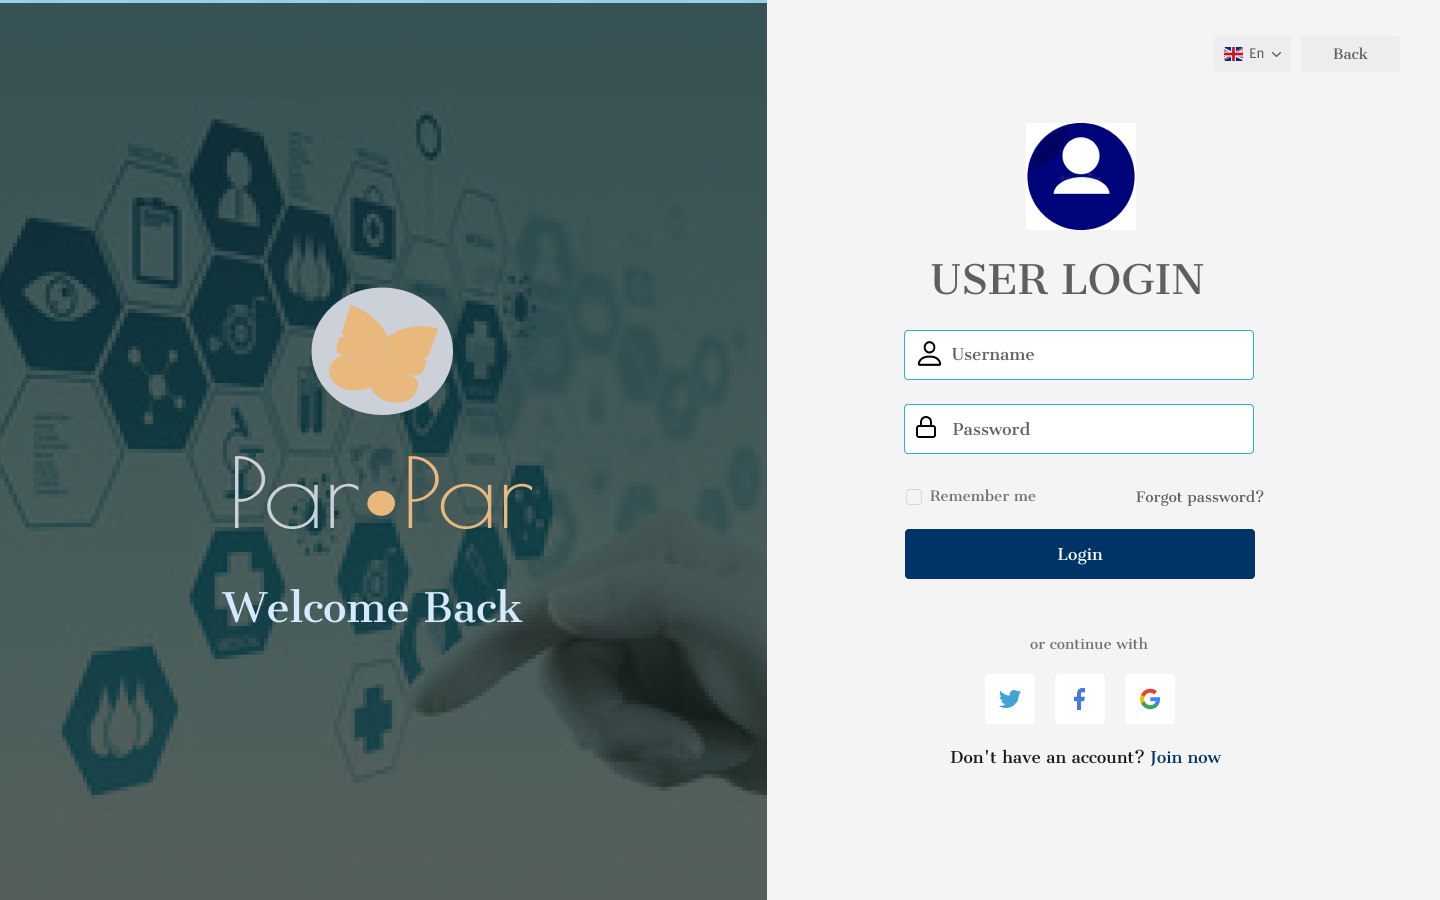 Par•Par
Welcome Back
En
Back
USER LOGIN
Username
Password
Remember me
Forgot password?
Login
or continue with
Don't have an account? Join now